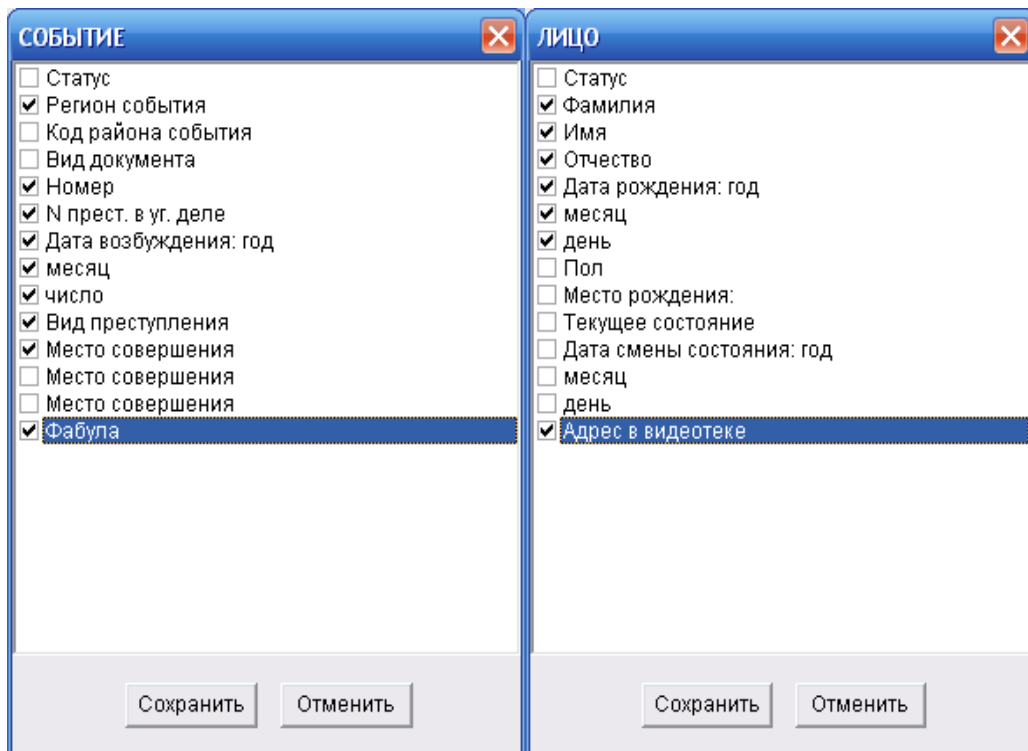 СОБЫТИЕ
Статус
Регион события
Код района события
Вид документа
Номер
N прест. в уг. деле
Дата возбуждения: год
месяц
число
Вид преступления
Место совершения
Место совершения
Место совершения
Фабула
Сохранить
Отменить
ЛИЦО
Статус
Фамилия
Имя
Отчество
Дата рождения: год
месяц
день
Пол
Место рождения:
Текущее состояние
Дата смены состояния: год
месяц
день
Адрес в видеотеке
Сохранить
Отменить